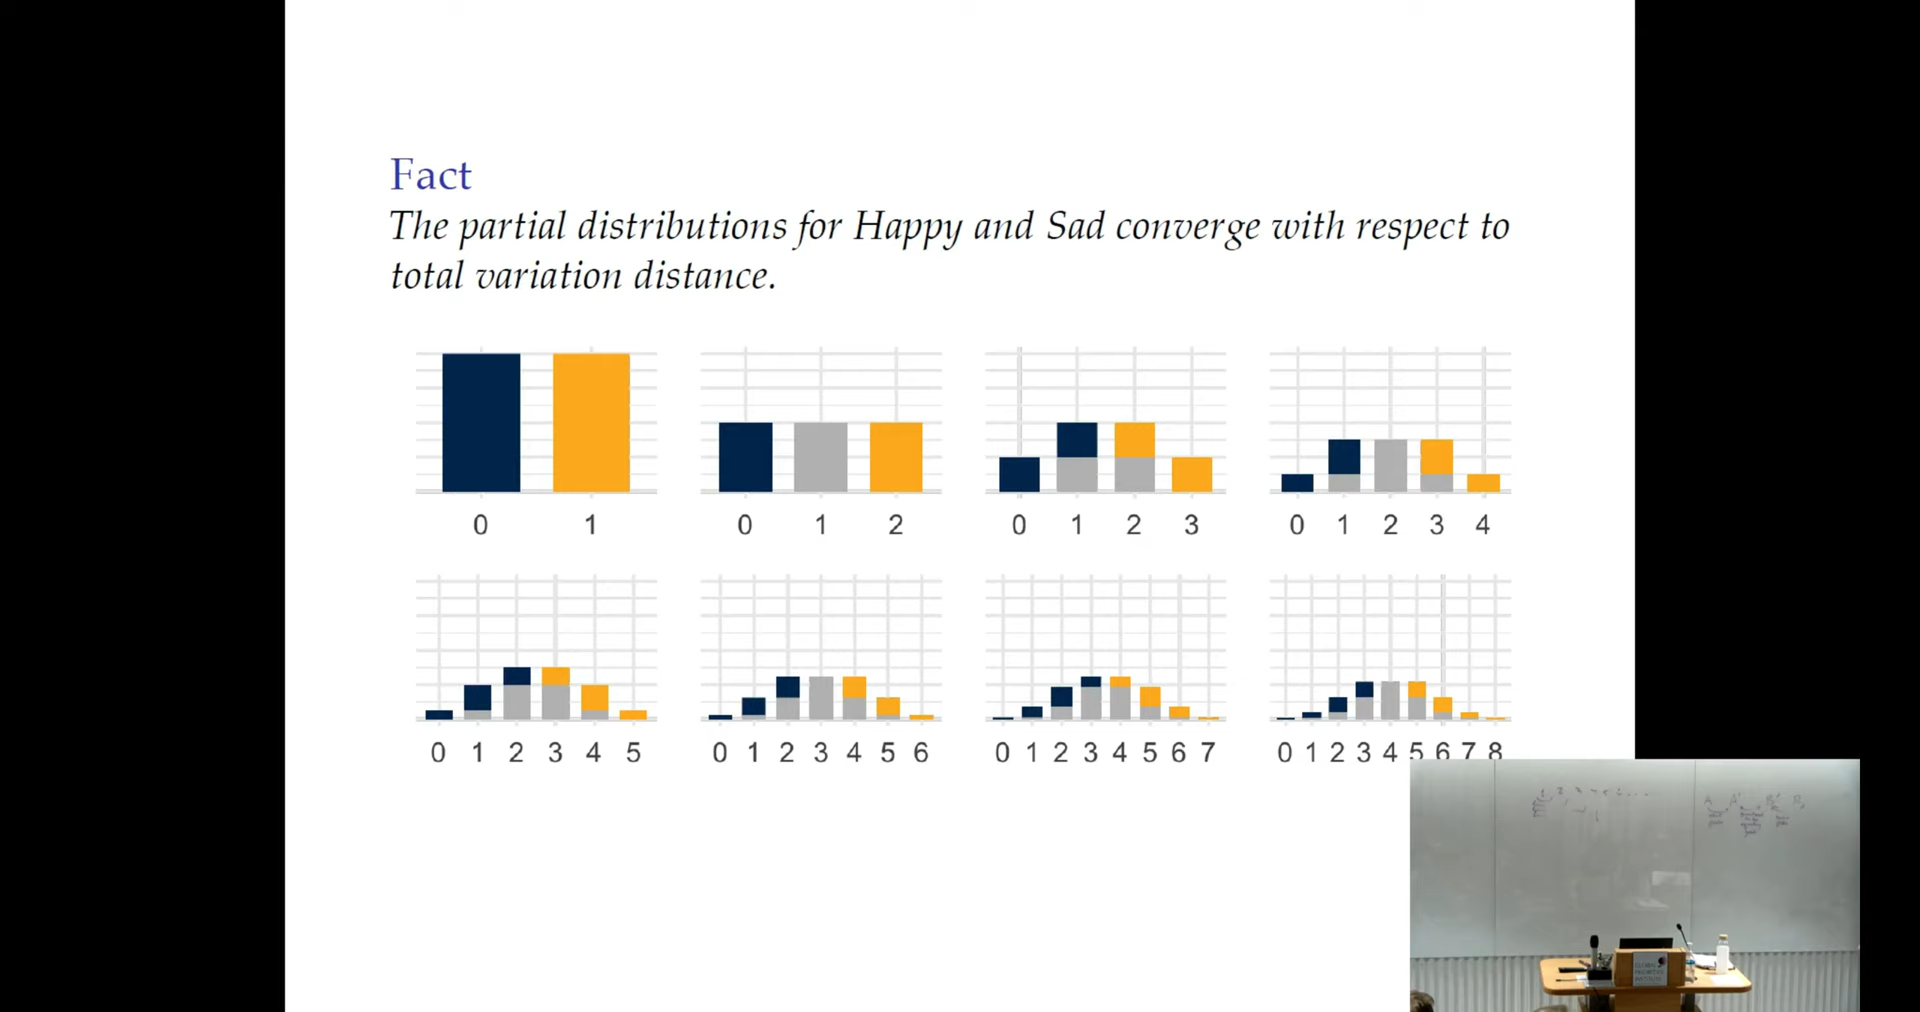 Fact
The partial distributions for Happy and Sad converge with respect to
total variation distance.
0 1
0 1 2
0 1 2 3
0 1 2 3 4
0 1 2 3 4 5
0 1 2 3 4 5 6
0 1 2 3 4 5 6 7
0 1 2 3 4 5 6 7 8
GLOBAL
PRIORITIES
INSTITUTE